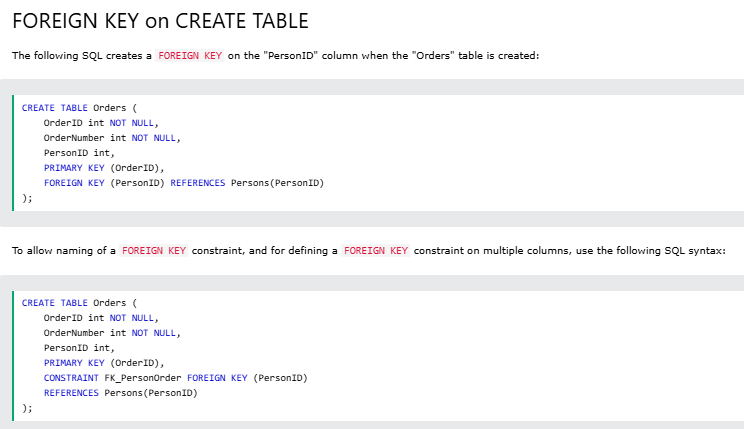 FOREIGN KEY on CREATE TABLE
The following SQL creates a FOREIGN KEY on the "PersonID" column when the "Orders" table is created:
CREATE TABLE Orders (
    OrderID int NOT NULL,
    OrderNumber int NOT NULL,
    PersonID int,
    PRIMARY KEY (OrderID),
    FOREIGN KEY (PersonID) REFERENCES Persons(PersonID)
);
To allow naming of a FOREIGN KEY constraint, and for defining a FOREIGN KEY constraint on multiple columns, use the following SQL syntax:
CREATE TABLE Orders (
    OrderID int NOT NULL,
    OrderNumber int NOT NULL,
    PersonID int,
    PRIMARY KEY (OrderID),
    CONSTRAINT FK_PersonOrder FOREIGN KEY (PersonID)
    REFERENCES Persons(PersonID)
);